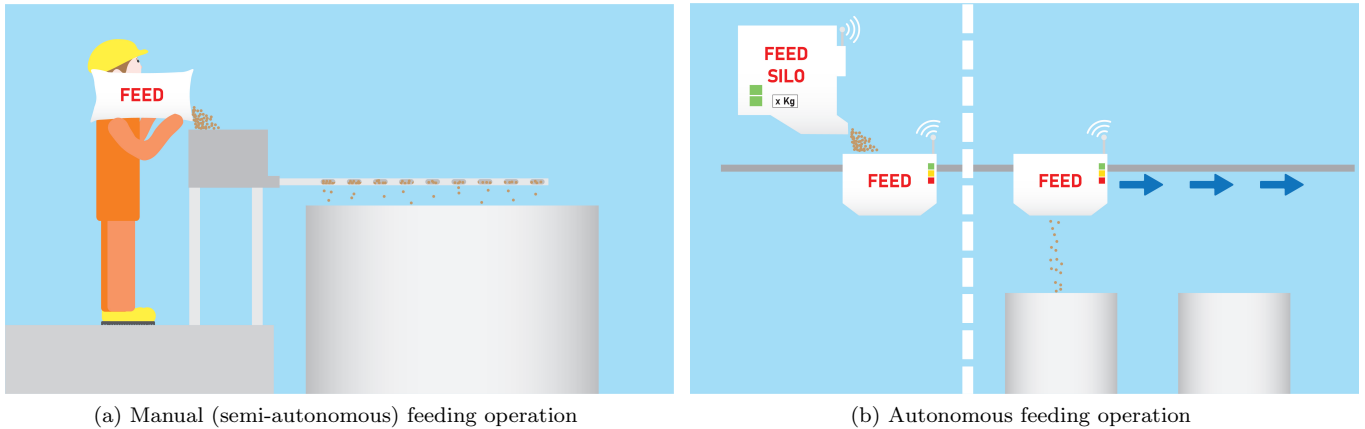 FEED
FEED
SILO
x Kg
FEED
FEED
(a) Manual (semi-autonomous) feeding operation
(b) Autonomous feeding operation